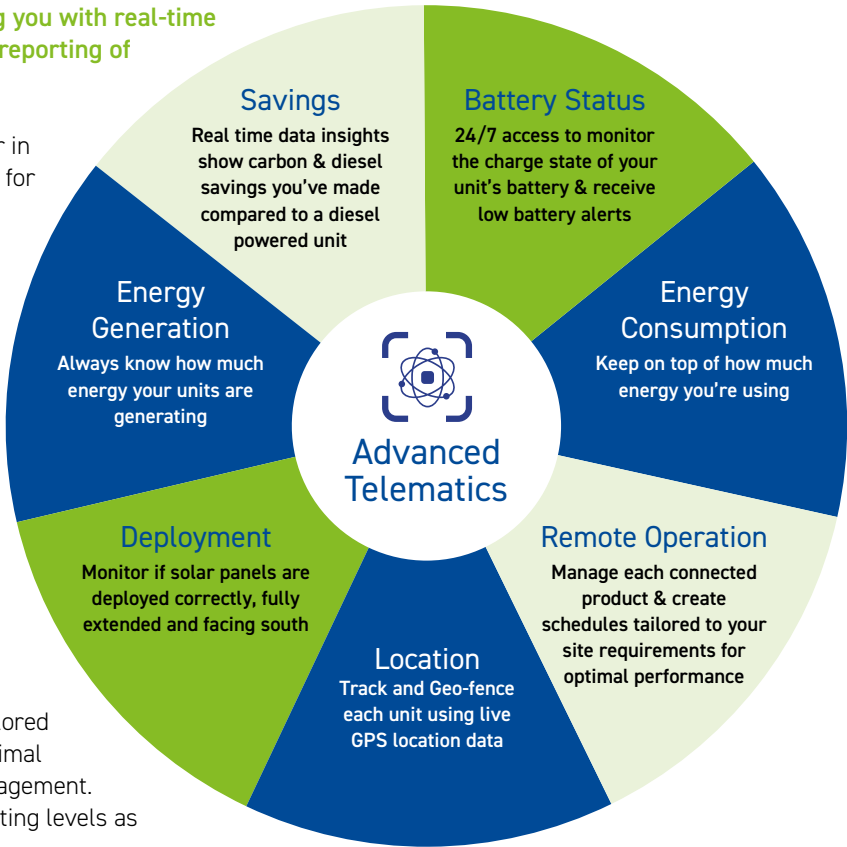 g you with real-time
reporting of
r in
for
lored
imal
agement.
ting levels as
Savings
Real time data insights
show carbon & diesel
savings you've made
compared to a diesel
powered unit
Battery Status
24/7 access to monitor
the charge state of your
unit's battery & receive
low battery alerts
Energy
Generation
Always know how much
energy your units are
generating
Energy
Consumption
Keep on top of how much
energy you're using
Advanced
Telematics
Deployment
Monitor if solar panels are
deployed correctly, fully
extended and facing south
Remote Operation
Manage each connected
product & create
schedules tailored to your
site requirements for
optimal performance
Location
Track and Geo-fence
each unit using live
GPS location data